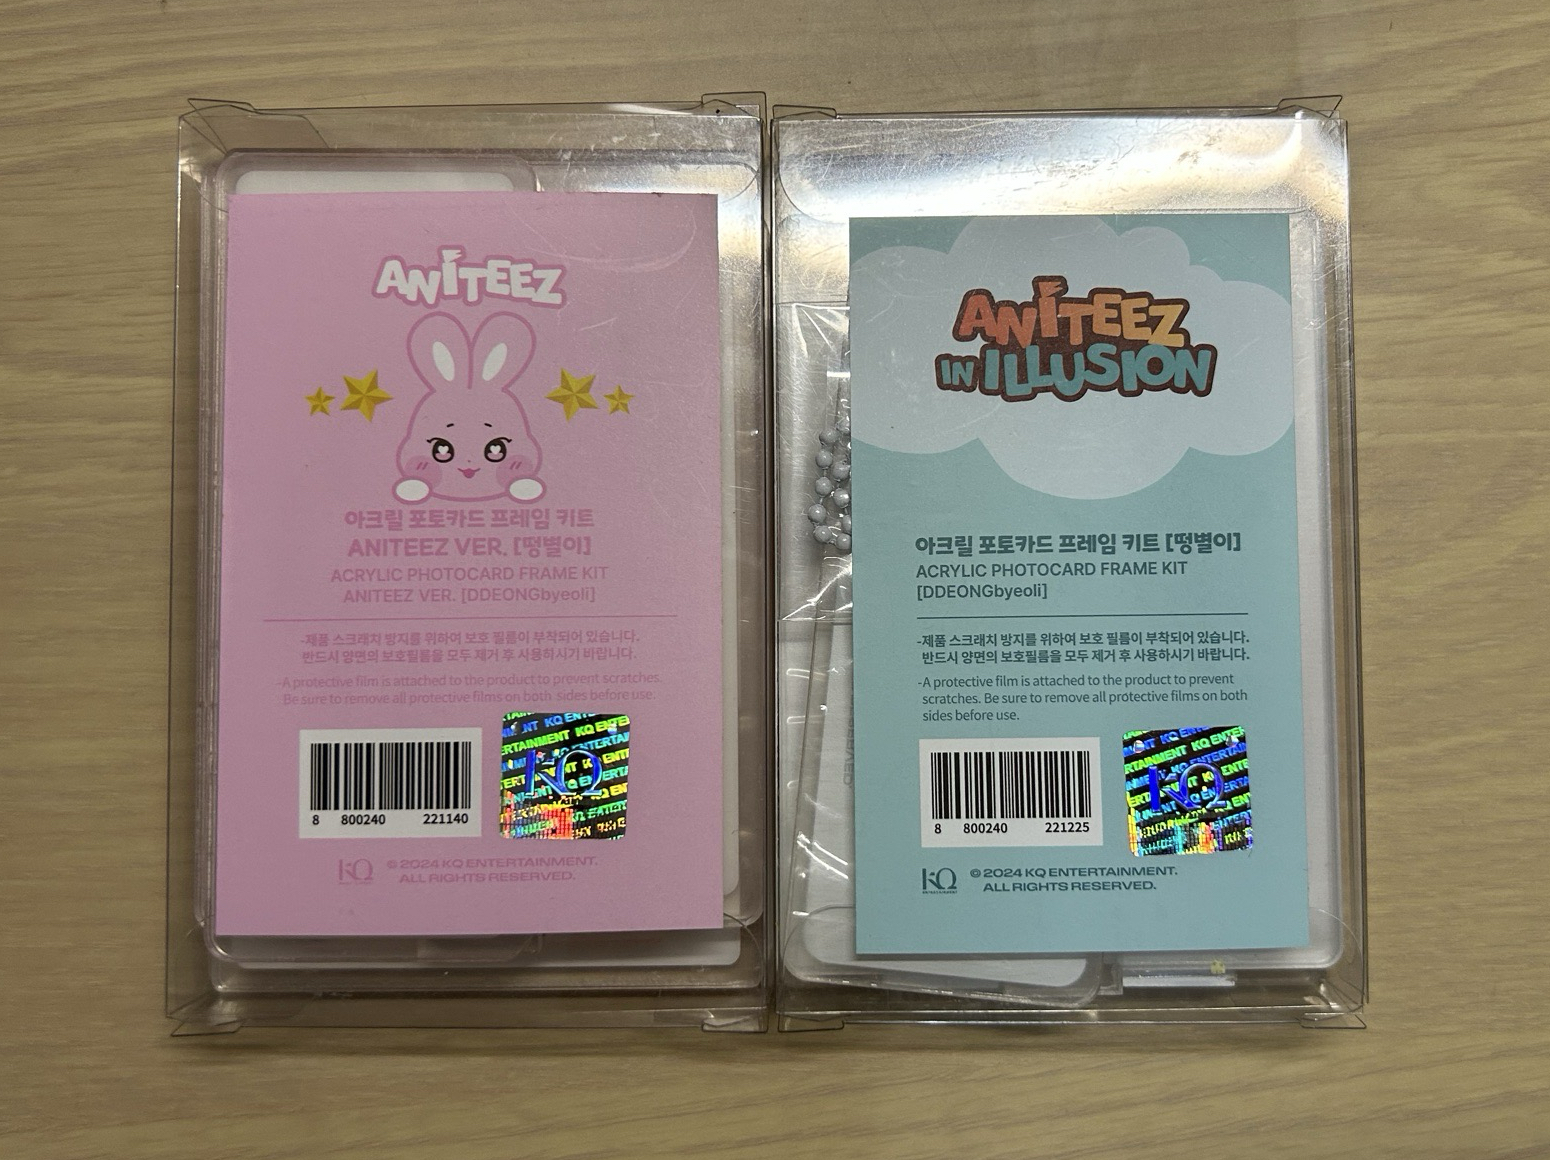 ANITEEZ
아크릴 포토카드 프레임 키트
ANITEEZ VER. [떵별이]
ACRYLIC PHOTOCARD FRAME KIT
ANITEEZ VER. [DDEONGbyeoli]
-제품 스크래치 방지를 위하여 보호 필름이 부착되어 있습니다.
반드시 양면의 보호필름을 모두 제거 후 사용하시기 바랍니다.
-A protective film is attached to the product to prevent scratches.
Be sure to remove all protective films on both sides before use.
8 800240 221140
KQ ENTERTAINMENT
KQ
KQ
© 2024 KQ ENTERTAINMENT.
ALL RIGHTS RESERVED.
ANITEEZ
IN ILLUSION
아크릴 포토카드 프레임 키트 [떵별이]
ACRYLIC PHOTOCARD FRAME KIT
[DDEONGbyeoli]
-제품 스크래치 방지를 위하여 보호 필름이 부착되어 있습니다.
반드시 양면의 보호필름을 모두 제거 후 사용하시기 바랍니다.
-A protective film is attached to the product to prevent
scratches. Be sure to remove all protective films on both
sides before use.
8 800240 221225
KQ ENTERTAINMENT
KQ
KQ
ENTERTAINMENT
© 2024 KQ ENTERTAINMENT.
ALL RIGHTS RESERVED.